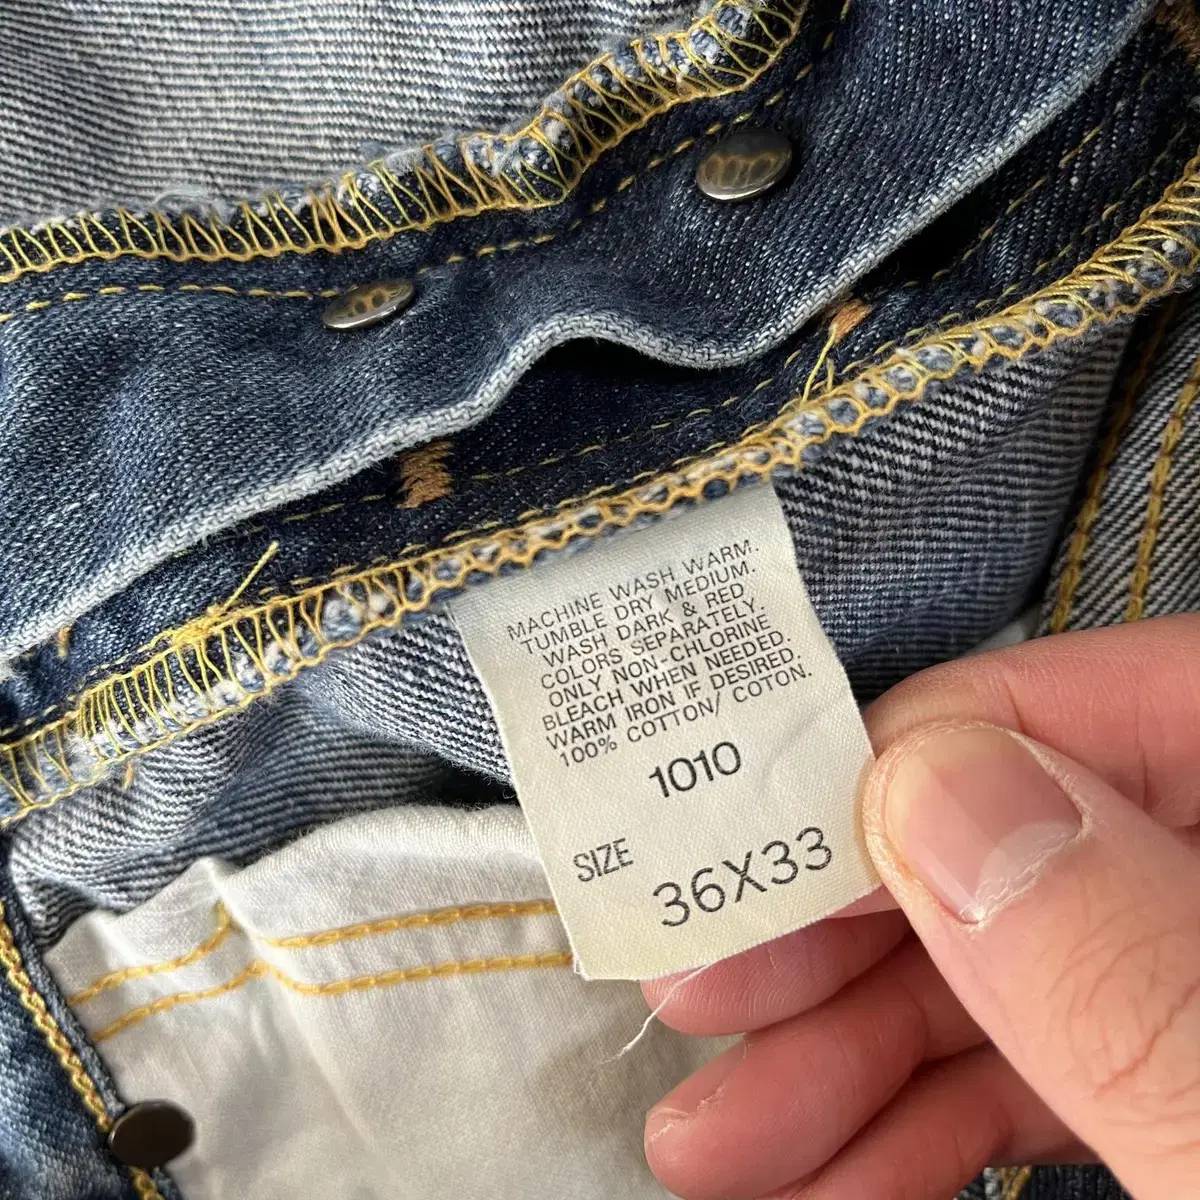 MACHINE WASH WARM.
TUMBLE DRY MEDIUM.
WASH DARK & RED
COLORS SEPARATELY.
ONLY NON-CHLORINE
BLEACH WHEN NEEDED.
WARM IRON IF DESIRED.
100% COTTON/ COTON.
1010
SIZE
36X33